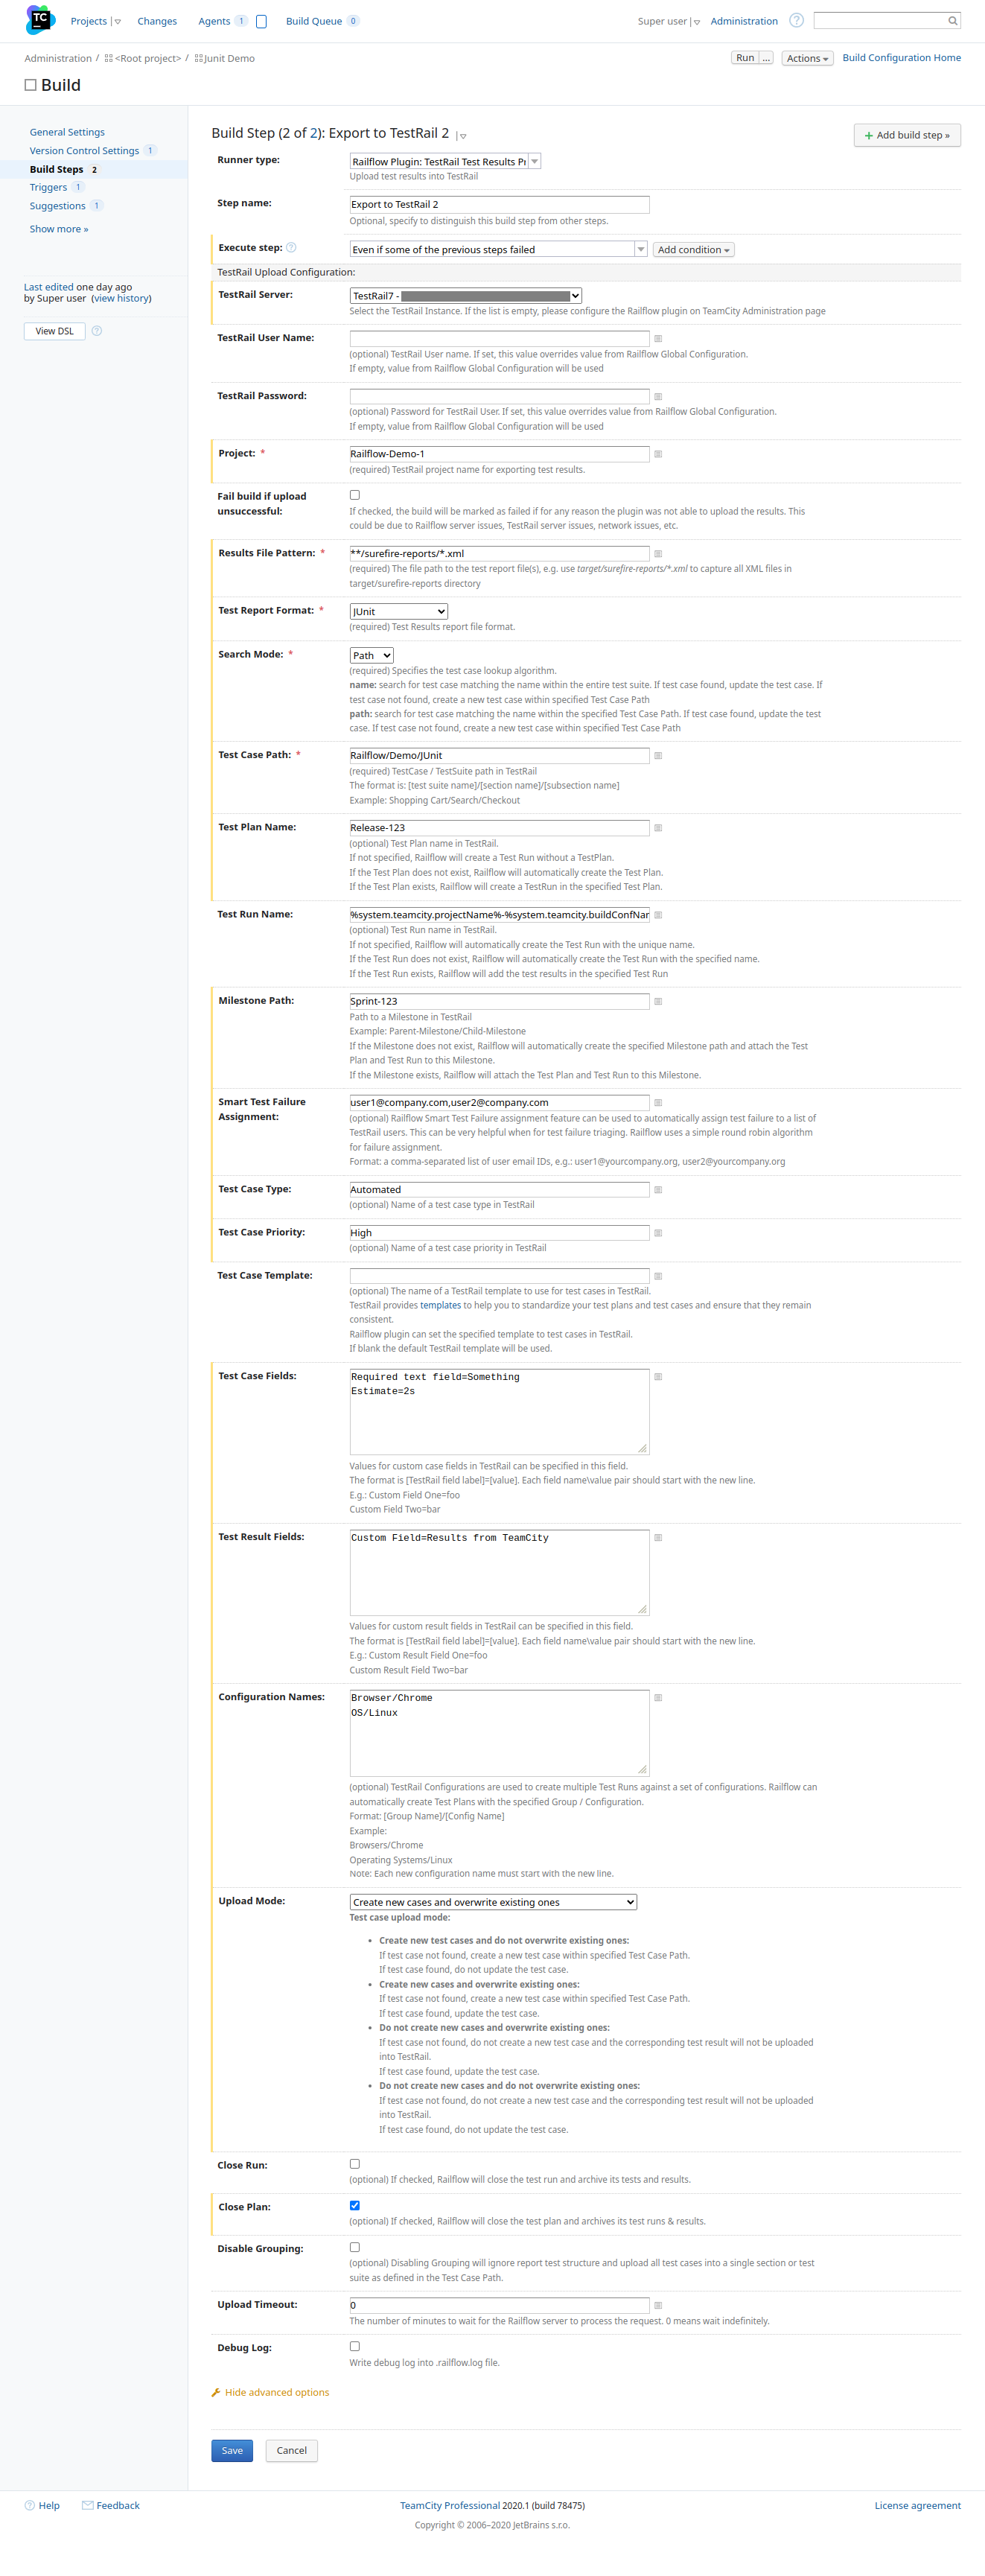 TC
Projects
Changes
Agents 1
Build Queue 0
Super user
Administration
Administration / <Root project> / Junit Demo
Run ...
Actions
Build Configuration Home
Build
General Settings
Version Control Settings 1
Build Steps 2
Triggers 1
Suggestions 1
Show more »
Last edited one day ago
by Super user (view history)
View DSL
Build Step (2 of 2): Export to TestRail 2
+ Add build step »
Runner type:
Railflow Plugin: TestRail Test Results
Upload test results into TestRail
Step name:
Export to TestRail 2
Optional, specify to distinguish this build step from other steps.
Execute step:
Even if some of the previous steps failed
Add condition
TestRail Upload Configuration:
TestRail Server:
TestRail7 -
Select the TestRail Instance. If the list is empty, please configure the Railflow plugin on TeamCity Administration page
TestRail User Name:
(optional) TestRail User name. If set, this value overrides value from Railflow Global Configuration.
If empty, value from Railflow Global Configuration will be used
TestRail Password:
(optional) Password for TestRail User. If set, this value overrides value from Railflow Global Configuration.
If empty, value from Railflow Global Configuration will be used
Project: *
Railflow-Demo-1
(required) TestRail project name for exporting test results.
Fail build if upload
unsuccessful:
If checked, the build will be marked as failed if for any reason the plugin was not able to upload the results. This
could be due to Railflow server issues, TestRail server issues, network issues, etc.
Results File Pattern: *
**/surefire-reports/*.xml
(required) The file path to the test report file(s), e.g. use target/surefire-reports/*.xml to capture all XML files in
target/surefire-reports directory
Test Report Format: *
JUnit
(required) Test Results report file format.
Search Mode: *
Path
(required) Specifies the test case lookup algorithm.
name: search for test case matching the name within the entire test suite. If test case found, update the test case. If
test case not found, create a new test case within specified Test Case Path
path: search for test case matching the name within the specified Test Case Path. If test case found, update the test
case. If test case not found, create a new test case within specified Test Case Path
Test Case Path: *
Railflow/Demo/JUnit
(required) TestCase / TestSuite path in TestRail
The format is: [test suite name]/[section name]/[subsection name]
Example: Shopping Cart/Search/Checkout
Test Plan Name:
Release-123
(optional) Test Plan name in TestRail.
If not specified, Railflow will create a Test Run without a TestPlan.
If the Test Plan does not exist, Railflow will automatically create the Test Plan.
If the Test Plan exists, Railflow will create a TestRun in the specified Test Plan.
Test Run Name:
%system.teamcity.projectName%-%system.teamcity.buildConfNar
(optional) Test Run name in TestRail.
If not specified, Railflow will automatically create the Test Run with the unique name.
If the Test Run does not exist, Railflow will automatically create the Test Run with the specified name.
If the Test Run exists, Railflow will add the test results in the specified Test Run
Milestone Path:
Sprint-123
Path to a Milestone in TestRail
Example: Parent-Milestone/Child-Milestone
If the Milestone does not exist, Railflow will automatically create the specified Milestone path and attach the Test
Plan and Test Run to this Milestone.
If the Milestone exists, Railflow will attach the Test Plan and Test Run to this Milestone.
Smart Test Failure
Assignment:
user1@company.com,user2@company.com
(optional) Railflow Smart Test Failure assignment feature can be used to automatically assign test failure to a list of
TestRail users. This can be very helpful when for test failure triaging. Railflow uses a simple round robin algorithm
for failure assignment.
Format: a comma-separated list of user email IDs, e.g.: user1@yourcompany.org, user2@yourcompany.org
Test Case Type:
Automated
(optional) Name of a test case type in TestRail
Test Case Priority:
High
(optional) Name of a test case priority in TestRail
Test Case Template:
(optional) The name of a TestRail template to use for test cases in TestRail.
TestRail provides templates to help you to standardize your test plans and test cases and ensure that they remain
consistent.
Railflow plugin can set the specified template to test cases in TestRail.
If blank the default TestRail template will be used.
Test Case Fields:
Required text field=Something
Estimate=2s
Values for custom case fields in TestRail can be specified in this field.
The format is [TestRail field label]=[value]. Each field name\value pair should start with the new line.
E.g.: Custom Field One=foo
Custom Field Two=bar
Test Result Fields:
Custom Field=Results from TeamCity
Values for custom result fields in TestRail can be specified in this field.
The format is [TestRail field label]=[value]. Each field name\value pair should start with the new line.
E.g.: Custom Result Field One=foo
Custom Result Field Two=bar
Configuration Names:
Browser/Chrome
OS/Linux
(optional) TestRail Configurations are used to create multiple Test Runs against a set of configurations. Railflow can
automatically create Test Plans with the specified Group / Configuration.
Format: [Group Name]/[Config Name]
Example:
Browsers/Chrome
Operating Systems/Linux
Note: Each new configuration name must start with the new line.
Upload Mode:
Create new cases and overwrite existing ones
Test case upload mode:
• Create new test cases and do not overwrite existing ones:
If test case not found, create a new test case within specified Test Case Path.
If test case found, do not update the test case.
• Create new cases and overwrite existing ones:
If test case not found, create a new test case within specified Test Case Path.
If test case found, update the test case.
• Do not create new cases and overwrite existing ones:
If test case not found, do not create a new test case and the corresponding test result will not be uploaded
into TestRail.
If test case found, update the test case.
• Do not create new cases and do not overwrite existing ones:
If test case not found, do not create a new test case and the corresponding test result will not be uploaded
into TestRail.
If test case found, do not update the test case.
Close Run:
(optional) If checked, Railflow will close the test run and archive its tests and results.
Close Plan:
(optional) If checked, Railflow will close the test plan and archives its test runs & results.
Disable Grouping:
(optional) Disabling Grouping will ignore report test structure and upload all test cases into a single section or test
suite as defined in the Test Case Path.
Upload Timeout:
0
The number of minutes to wait for the Railflow server to process the request. 0 means wait indefinitely.
Debug Log:
Write debug log into .railflow.log file.
Hide advanced options
Save
Cancel
Help
Feedback
TeamCity Professional 2020.1 (build 78475)
License agreement
Copyright © 2006–2020 JetBrains s.r.o.